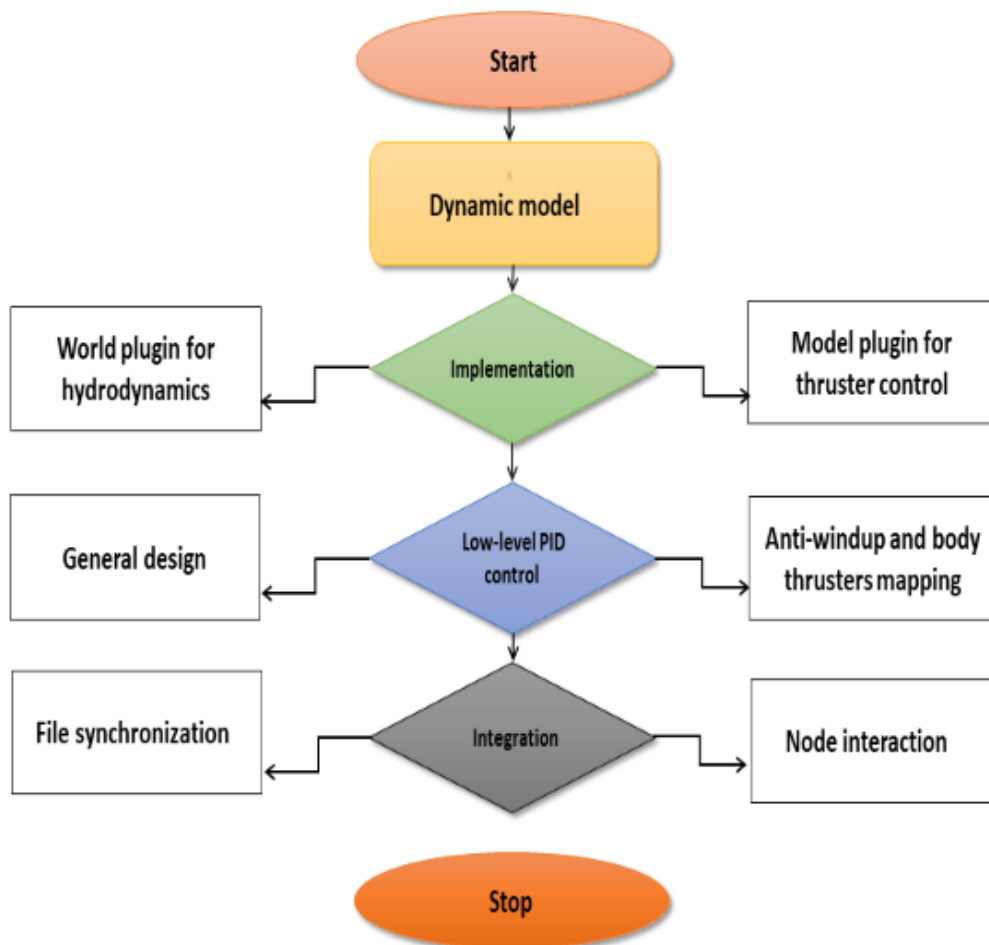 Start
Dynamic model
World plugin for
hydrodynamics
Implementation
Model plugin for
thruster control
General design
Low-level PID
control
Anti-windup and body
thrusters mapping
File synchronization
Integration
Node interaction
Stop